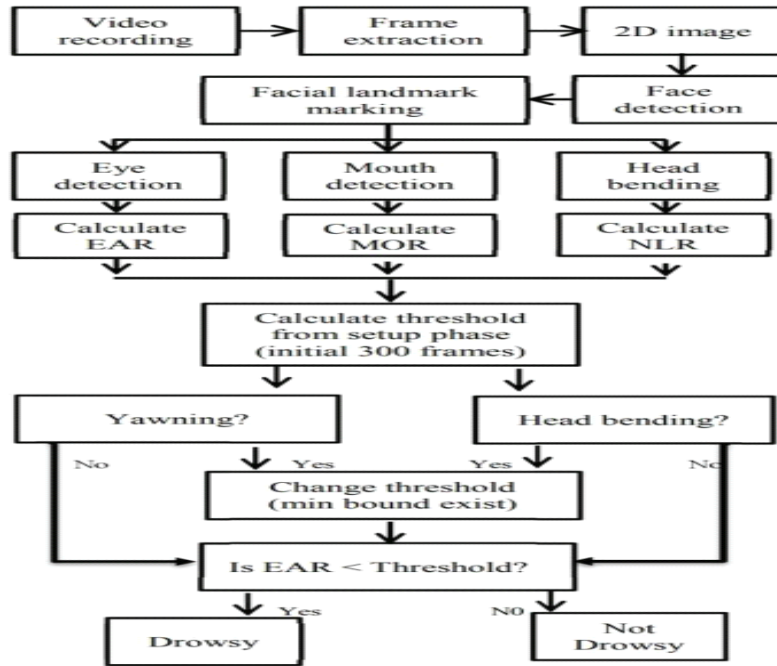 Video
recording
Frame
extraction
2D image
Facial landmark
marking
Face
detection
Eye
detection
Mouth
detection
Head
bending
Calculate
EAR
Calculate
MOR
Calculate
NLR
Calculate threshold
from setup phase
(initial 300 frames)
Yawning?
Head bending?
No
Yes
Yes
No
Change threshold
(min bound exist)
Is EAR < Threshold?
Yes
N0
Drowsy
Not
Drowsy